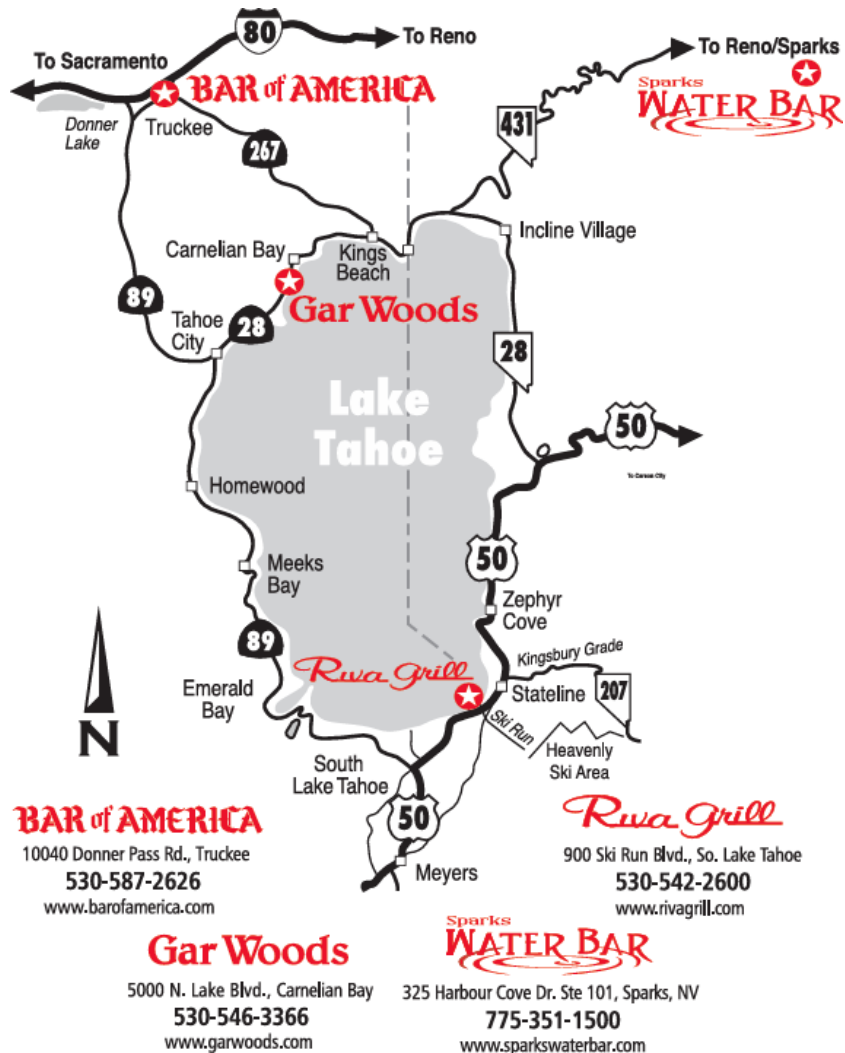 80
To Reno
To Sacramento
To Reno/Sparks
BAR of AMERICA
Sparks
WATER BAR
Donner
Lake
Truckee
431
267
Incline Village
Carnelian Bay
Kings
Beach
89
Gar Woods
28
Tahoe
City
28
Lake
Tahoe
50
To Carson City
Homewood
50
Meeks
Bay
Zephyr
Cove
89
Kingsbury Grade
Riva Grill
Emerald
Bay
Stateline
207
Ski Run
N
Heavenly
Ski Area
South
Lake Tahoe
50
Meyers
BAR of AMERICA
10040 Donner Pass Rd., Truckee
530-587-2626
www.barofamerica.com
Riva Grill
900 Ski Run Blvd., So. Lake Tahoe
530-542-2600
www.rivagrill.com
Gar Woods
5000 N. Lake Blvd., Carnelian Bay
530-546-3366
www.garwoods.com
Sparks
WATER BAR
325 Harbour Cove Dr. Ste 101, Sparks, NV
775-351-1500
www.sparkswaterbar.com